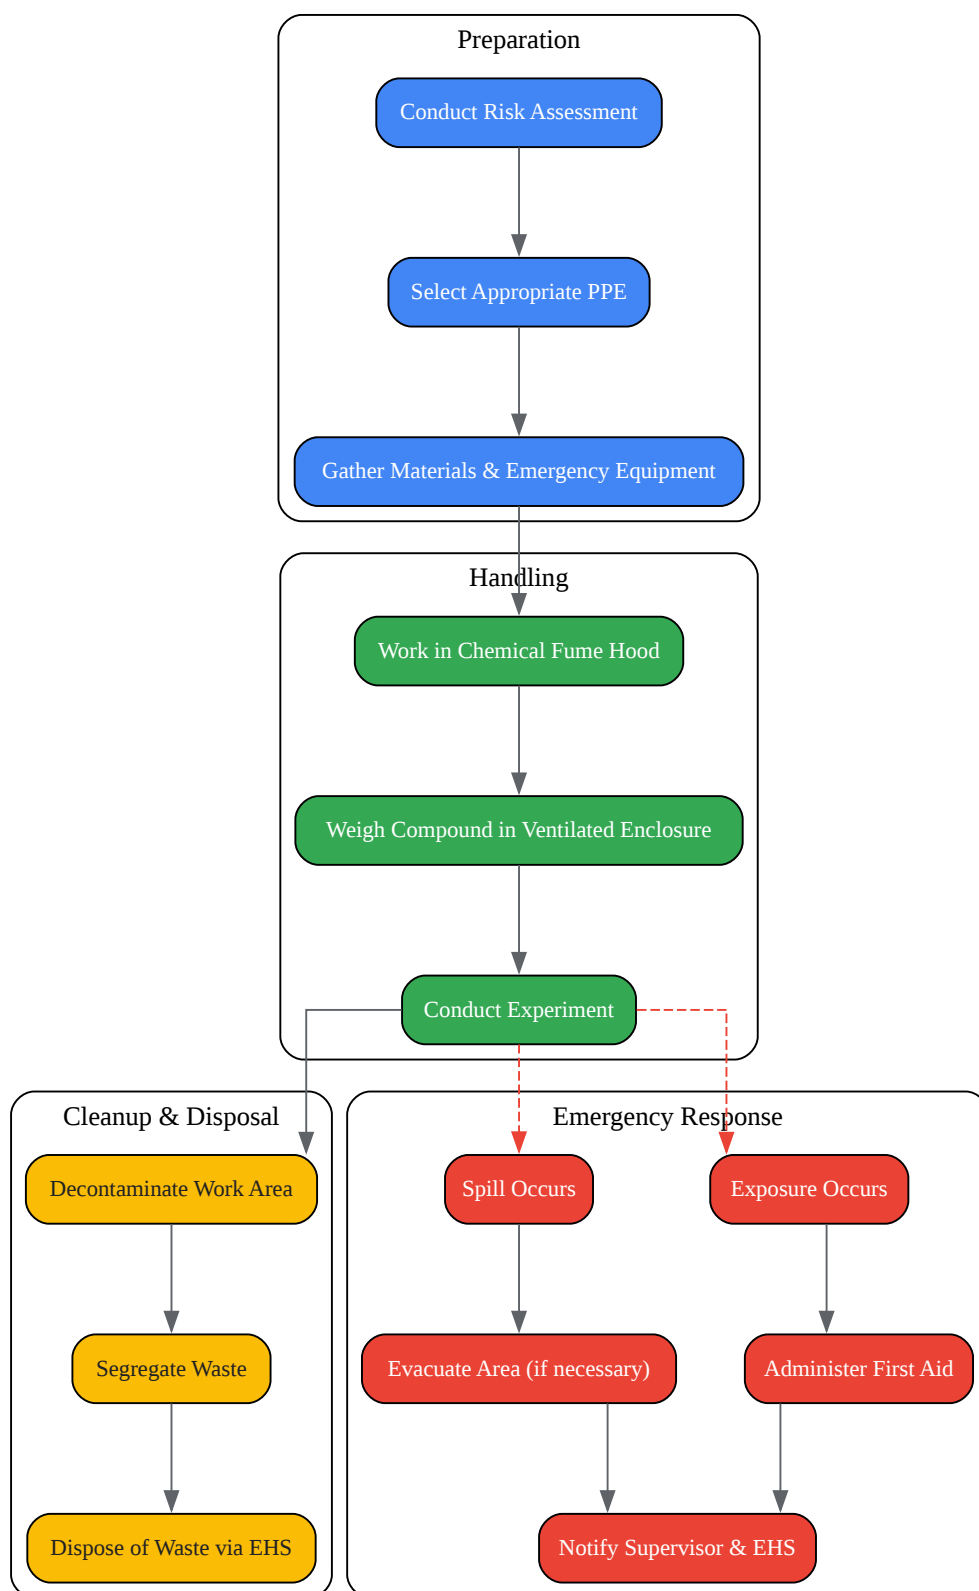 Preparation
Conduct Risk Assessment
Select Appropriate PPE
Gather Materials & Emergency Equipment
Handling
Work in Chemical Fume Hood
Weigh Compound in Ventilated Enclosure
Conduct Experiment
Cleanup & Disposal
Decontaminate Work Area
Segregate Waste
Dispose of Waste via EHS
Emergency Response
Spill Occurs
Exposure Occurs
Evacuate Area (if necessary)
Administer First Aid
Notify Supervisor & EHS